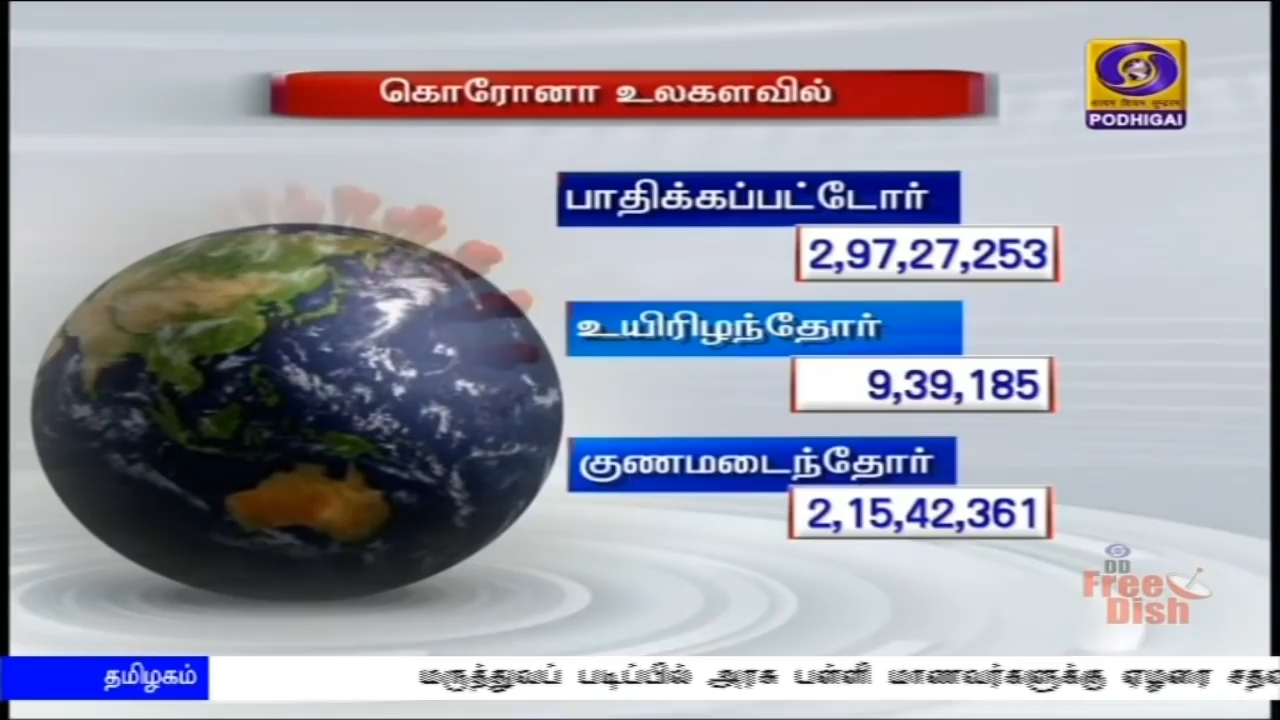 கொரோனா உலகளவில்
PODHIGAI
பாதிக்கப்பட்டோர்
2,97,27,253
உயிரிழந்தோர்
9,39,185
குணமடைந்தோர்
2,15,42,361
DD
Free
Dish
தமிழகம்
மருத்துவப் படிப்பில் அரசு பள்ளி மாணவர்களுக்கு ஏழரை